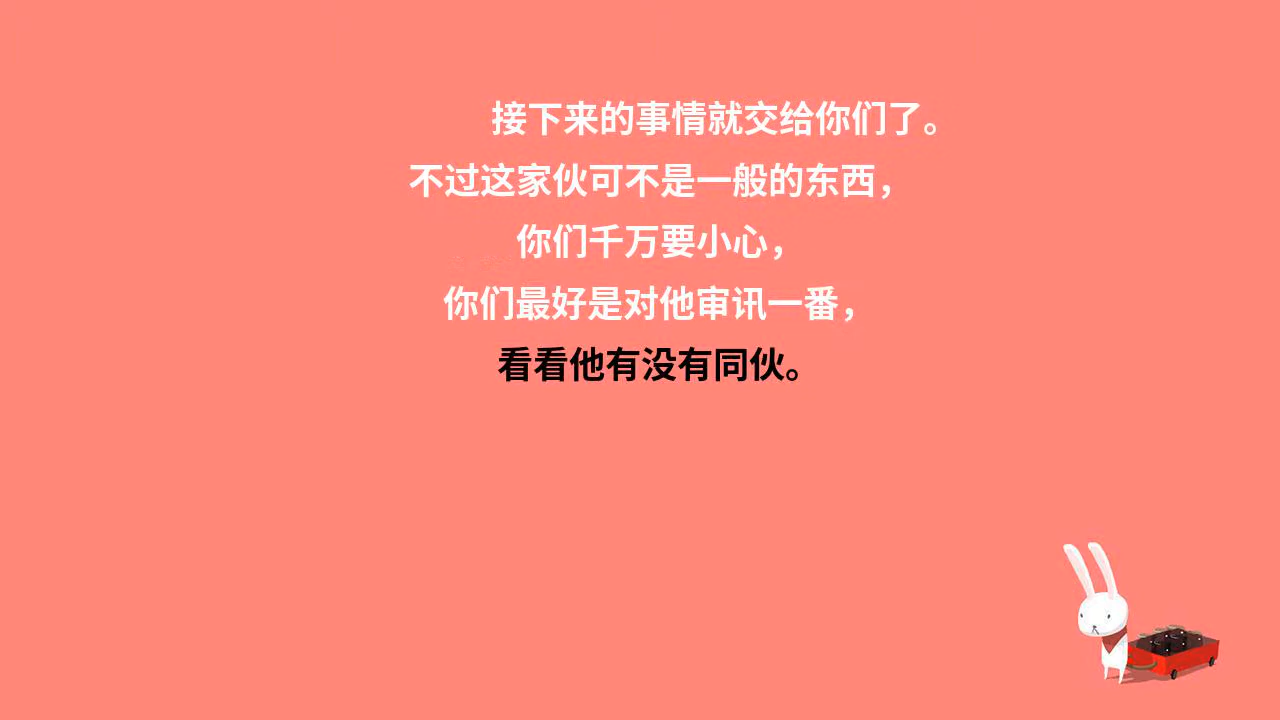 接下来的事情就交给你们了。
不过这家伙可不是一般的东西，
你们千万要小心，
你们最好是对他审讯一番，
看看他有没有同伙。